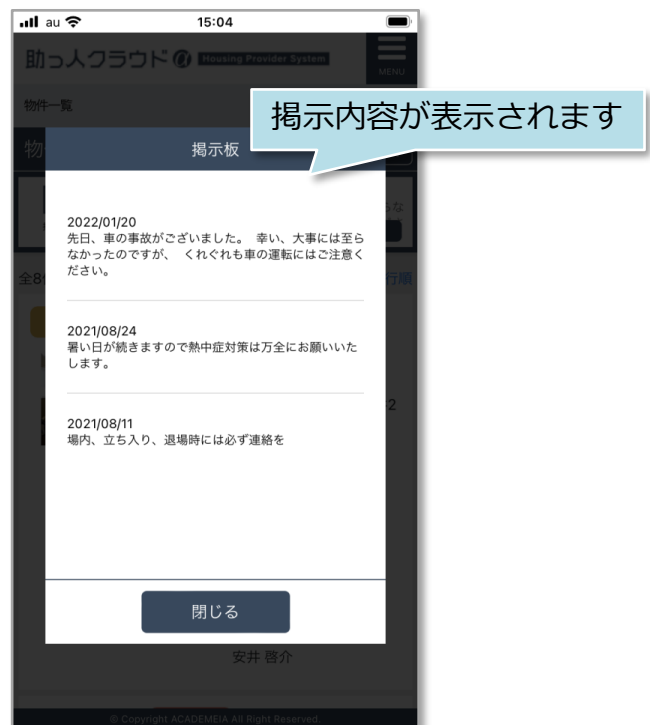 au 15:04
助っ人クラウド@ Housing Provider System
MENU
物件一覧
掲示内容が表示されます
物
掲示板
2022/01/20
先日、車の事故がございました。 幸い、大事には至ら
なかったのですが、 くれぐれも車の運転にはご注意く
ださい。
全8
行順
2021/08/24
暑い日が続きますので熱中症対策は万全にお願いいた
します。
2
2021/08/11
場内、立ち入り、退場時には必ず連絡を
閉じる
安井 啓介
© Copyright ACADEMEIA All Right Reserved.